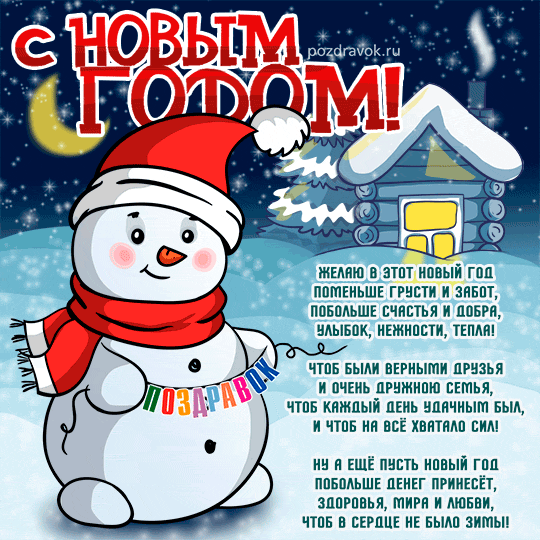 С НОВЫМ
pozdravok.ru
ГОДОМ!
ЖЕЛАЮ В ЭТОТ НОВЫЙ ГОД
ПОМЕНЬШЕ ГРУСТИ И ЗАБОТ,
ПОБОЛЬШЕ СЧАСТЬЯ И ДОБРА,
УЛЫБОК, НЕЖНОСТИ, ТЕПЛА!
ЧТОБ БЫЛИ ВЕРНЫМИ ДРУЗЬЯ
И ОЧЕНЬ ДРУЖНОЮ СЕМЬЯ,
ЧТОБ КАЖДЫЙ ДЕНЬ УДАЧНЫМ БЫЛ,
И ЧТОБ НА ВСЁ ХВАТАЛО СИЛ!
ПОЗДРАВОК
НУ А ЕЩЁ ПУСТЬ НОВЫЙ ГОД
ПОБОЛЬШЕ ДЕНЕГ ПРИНЕСЁТ,
ЗДОРОВЬЯ, МИРА И ЛЮБВИ,
ЧТОБ В СЕРДЦЕ НЕ БЫЛО ЗИМЫ!